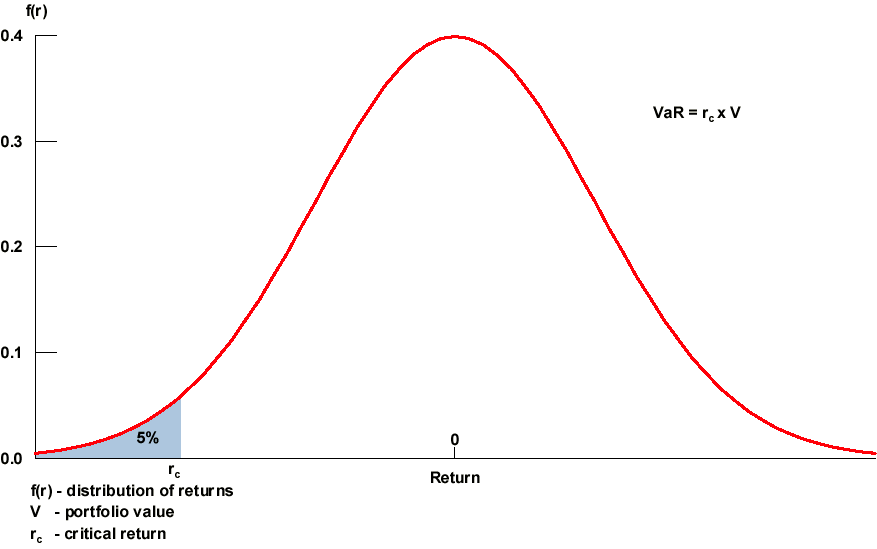 f(r)
0.4
VaR = rc x V
0.3
0.2
0.1
5%
0
0.0
rc
Return
f(r) - distribution of returns
V - portfolio value
rc - critical return